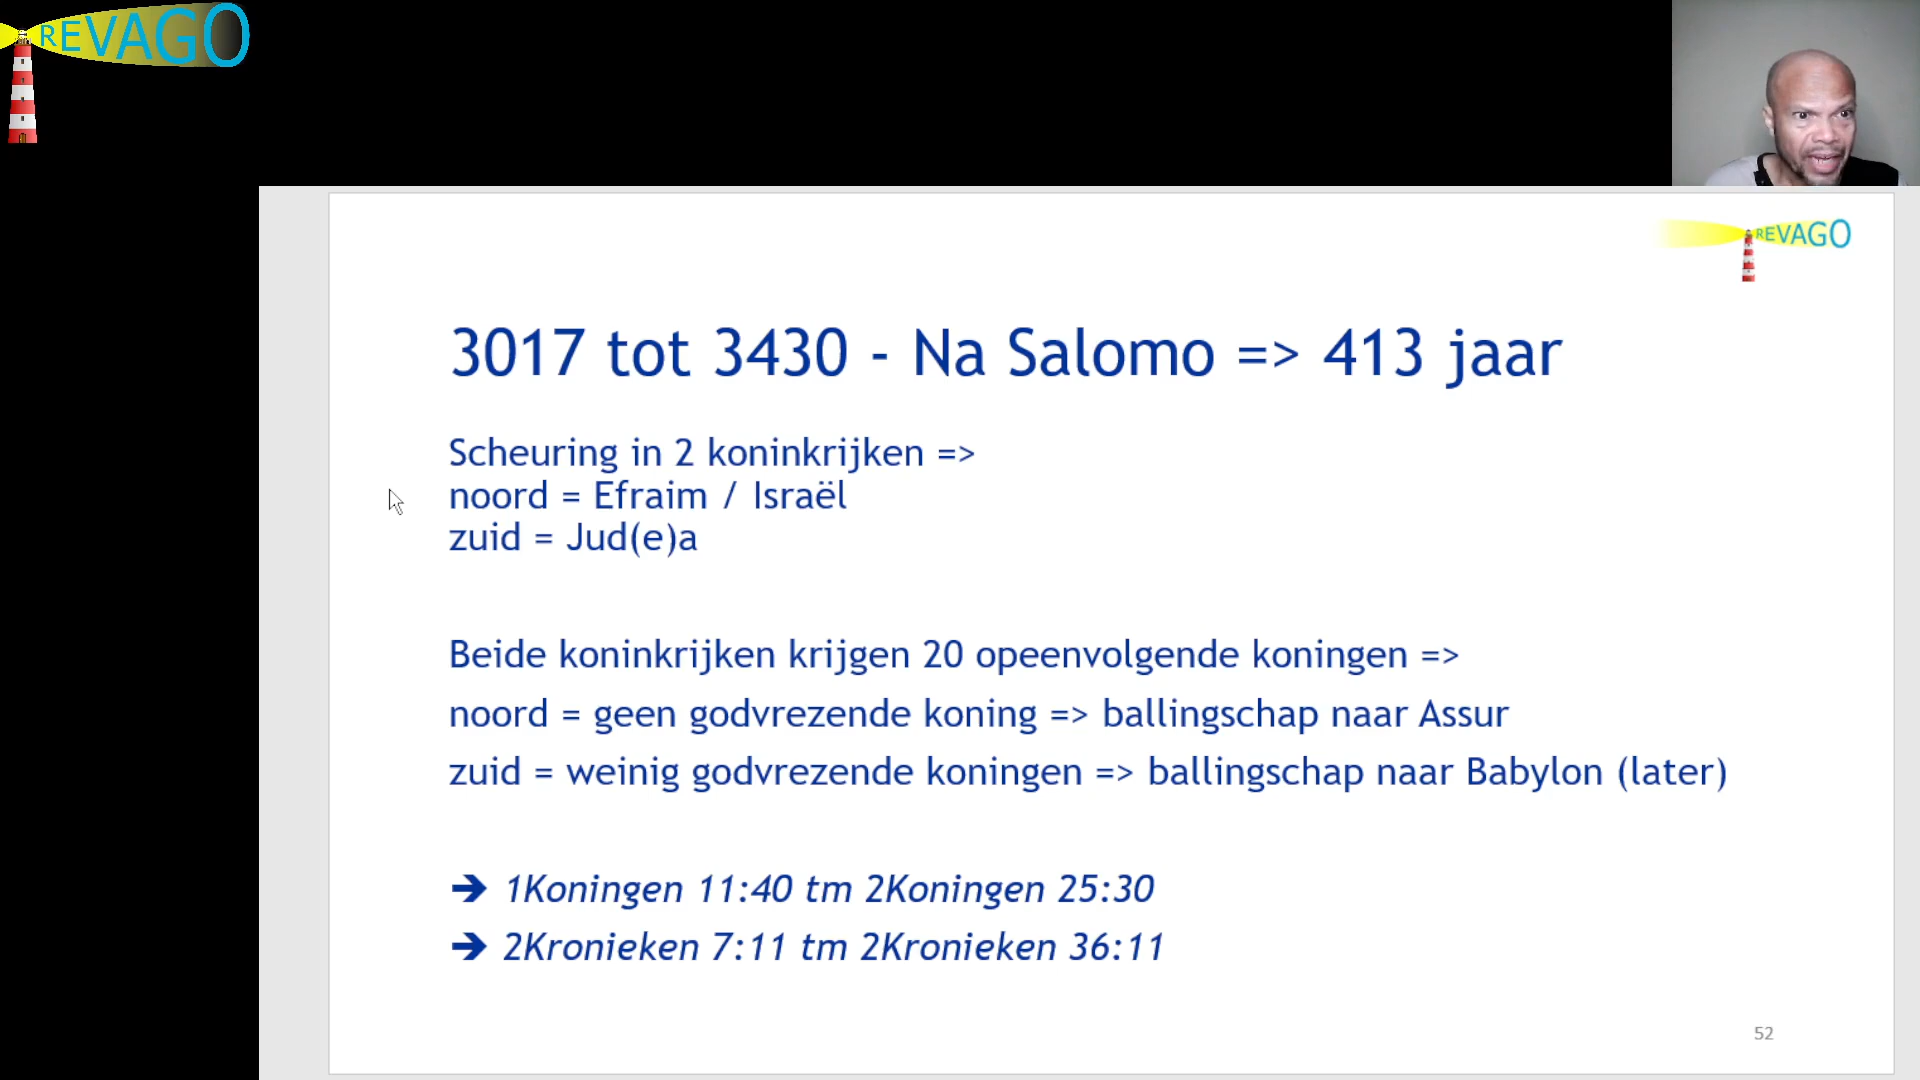 REVAGO
REVAGO
3017 tot 3430 - Na Salomo => 413 jaar
Scheuring in 2 koninkrijken =>
noord = Efraim / Israël
zuid = Jud(e)a
Beide koninkrijken krijgen 20 opeenvolgende koningen =>
noord = geen godvrezende koning => ballingschap naar Assur
zuid = weinig godvrezende koningen => ballingschap naar Babylon (later)
➔ 1Koningen 11:40 tm 2Koningen 25:30
➔ 2Kronieken 7:11 tm 2Kronieken 36:11
52